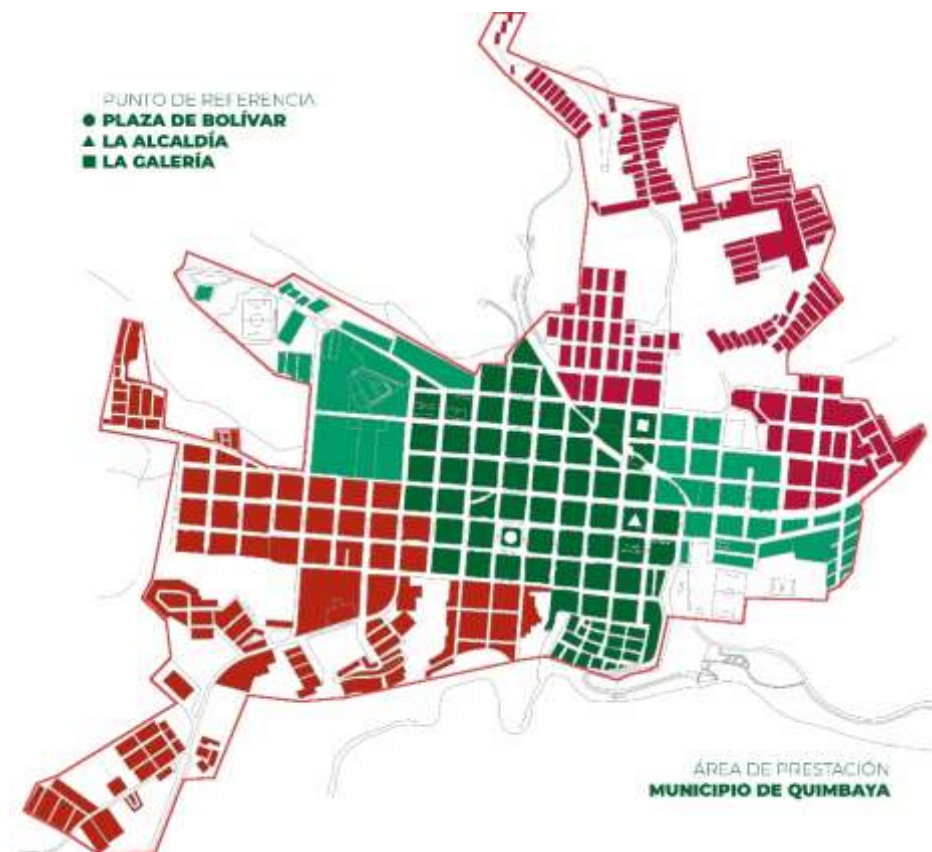 PUNTO DE REFERENCIA
PLAZA DE BOLÍVAR
LA ALCALDÍA
LA GALERÍA
ÁREA DE PRESTACIÓN
MUNICIPIO DE QUIMBAYA